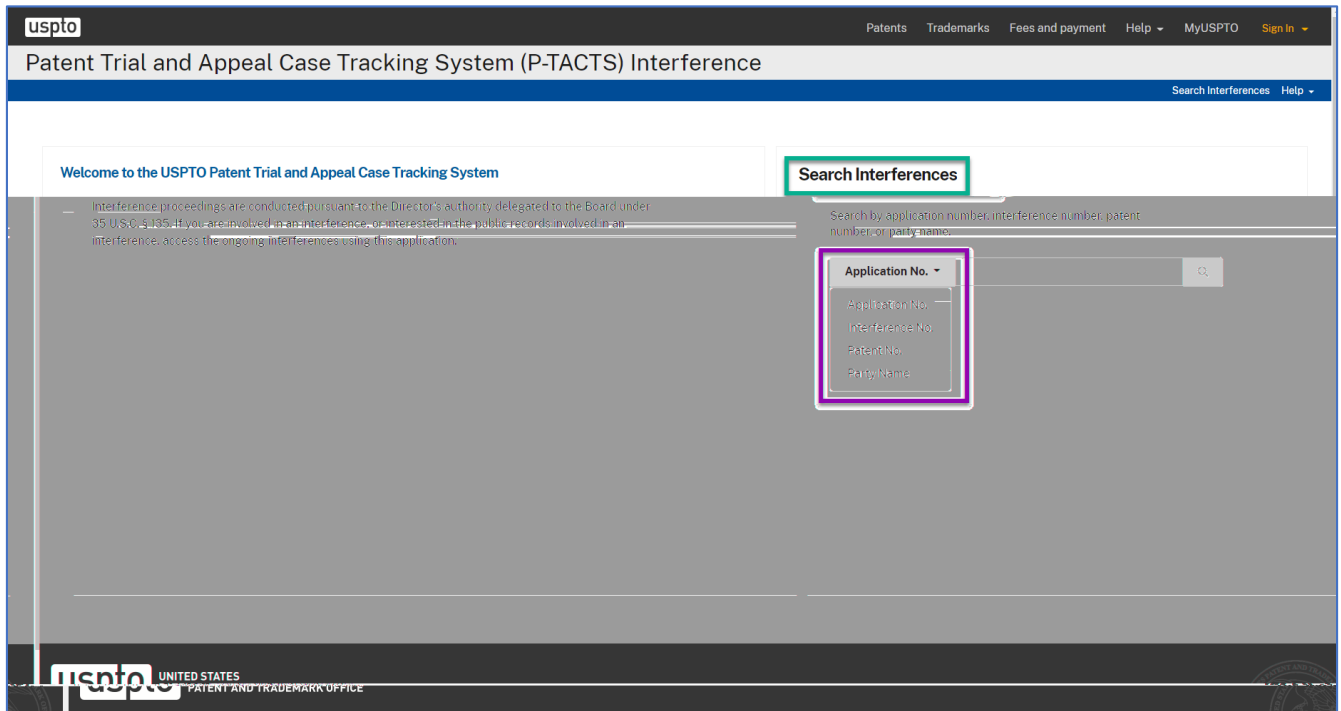 uspto
Patents Trademarks Fees and payment Help MyUSPTO Sign In
Patent Trial and Appeal Case Tracking System (P-TACTS) Interference
Search Interferences Help
Welcome to the USPTO Patent Trial and Appeal Case Tracking System
Interference proceedings are conducted pursuant to the Director's authority delegated to the Board under
35 U.S.C. § 135. If you are involved in an interference, or interested in the public records involved in an
interference, access the ongoing interferences using this application.
Search Interferences
Search by application number, interference number, patent
number, or party name.
Application No.
Application No.
Interference No.
Patent No.
Party Name
uspto UNITED STATES
PATENT AND TRADEMARK OFFICE